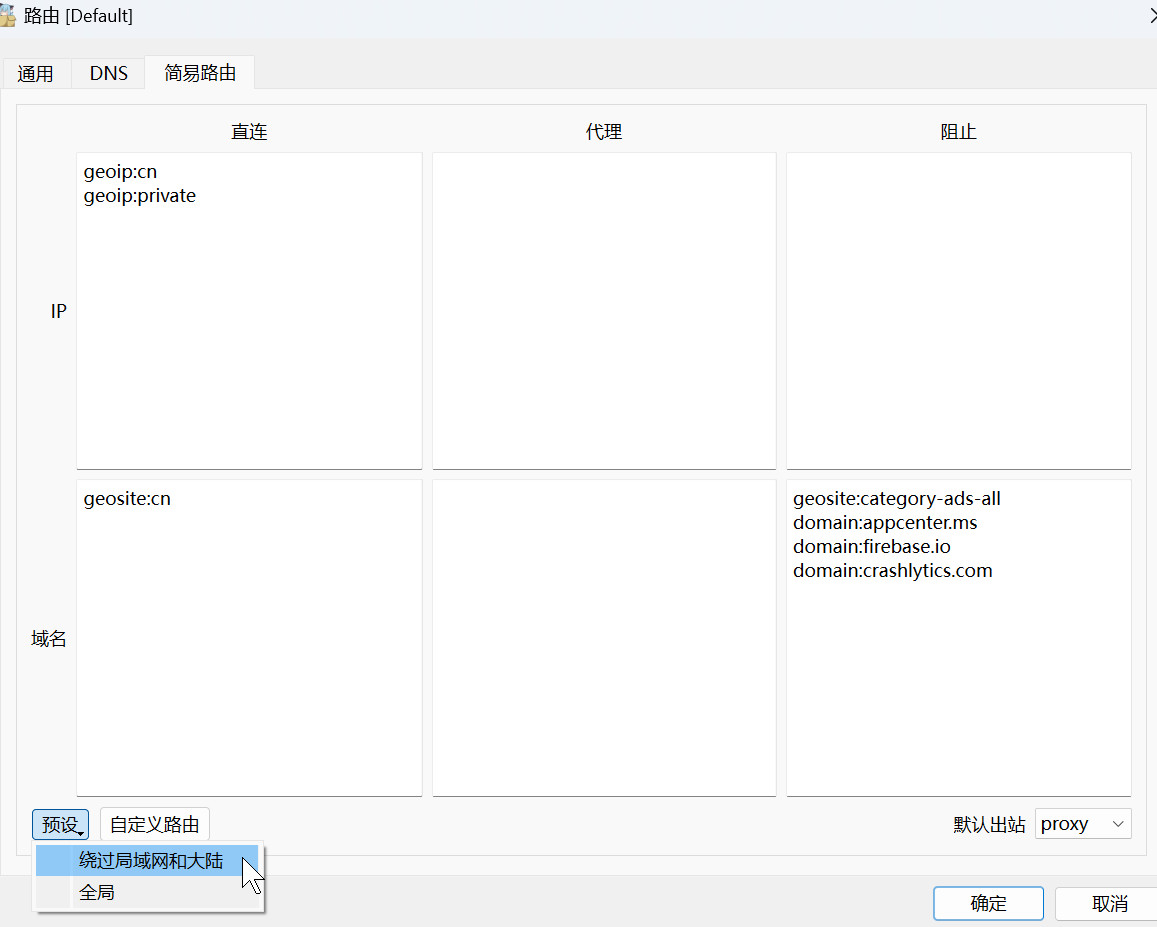 路由 [Default]
通用 DNS 简易路由
直连 代理 阻止
geoip:cn
geoip:private
IP
geosite:cn
geosite:category-ads-all
domain:appcenter.ms
domain:firebase.io
domain:crashlytics.com
域名
预设 自定义路由 默认出站 proxy
绕过局域网和大陆
全局
确定 取消